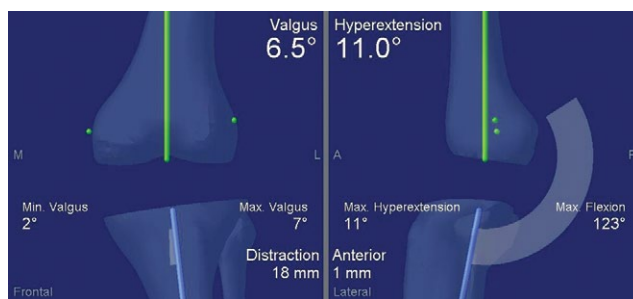 Valgus
6.5°
M
L
Min. Valgus
2°
Max. Valgus
7°
Distraction
18 mm
Frontal
Hyperextension
11.0°
A
P
Max. Hyperextension
11°
Max. Flexion
123°
Anterior
1 mm
Lateral